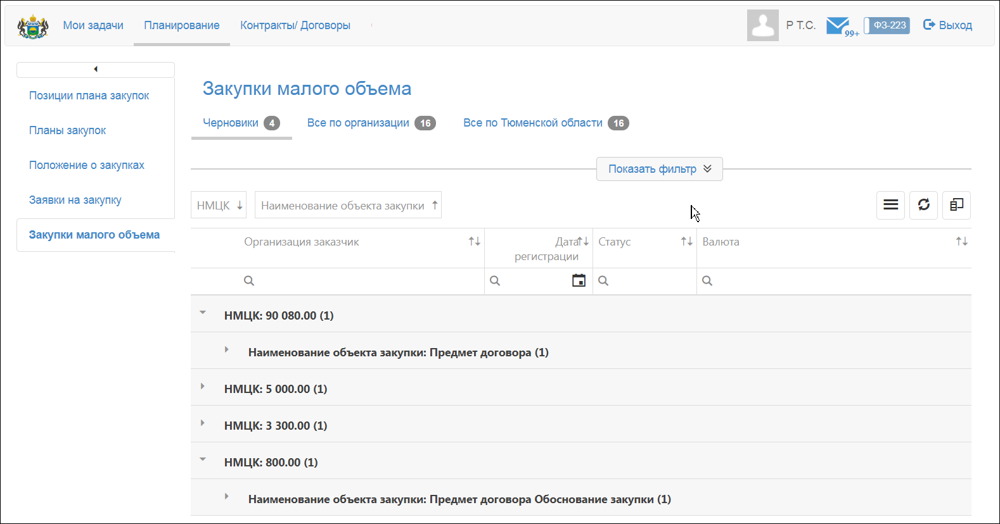 Мои задачи Планирование Контракты/ Договоры Р Т.С. 99+ ФЗ-223 Выход
Позиции плана закупок
Планы закупок
Положение о закупках
Заявки на закупку
Закупки малого объема
Закупки малого объема
Черновики 4 Все по организации 16 Все по Тюменской области 16
Показать фильтр
НМЦК Наименование объекта закупки
Организация заказчик Дата Статус Валюта
регистрации
НМЦК: 90 080.00 (1)
Наименование объекта закупки: Предмет договора (1)
НМЦК: 5 000.00 (1)
НМЦК: 3 300.00 (1)
НМЦК: 800.00 (1)
Наименование объекта закупки: Предмет договора Обоснование закупки (1)